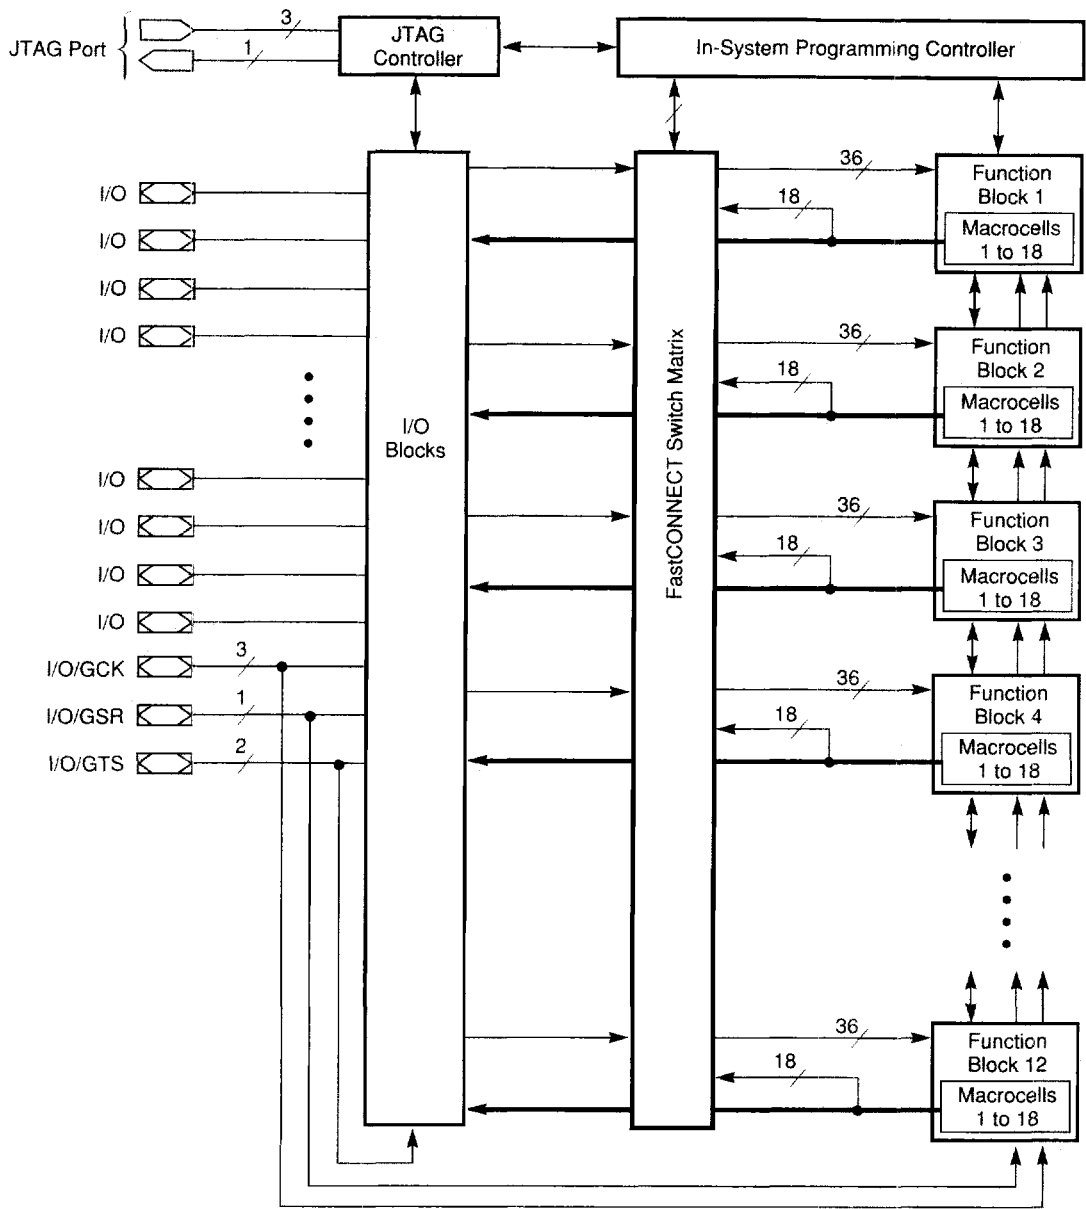 JTAG Port
3
1
JTAG
Controller
In-System Programming Controller
I/O
I/O
I/O
I/O
I/O
I/O
I/O
I/O
I/O/GCK
3
I/O/GSR
1
I/O/GTS
2
I/O
Blocks
FastCONNECT Switch Matrix
36
18
Function
Block 1
Macrocells
1 to 18
36
18
Function
Block 2
Macrocells
1 to 18
36
18
Function
Block 3
Macrocells
1 to 18
36
18
Function
Block 4
Macrocells
1 to 18
36
18
Function
Block 12
Macrocells
1 to 18